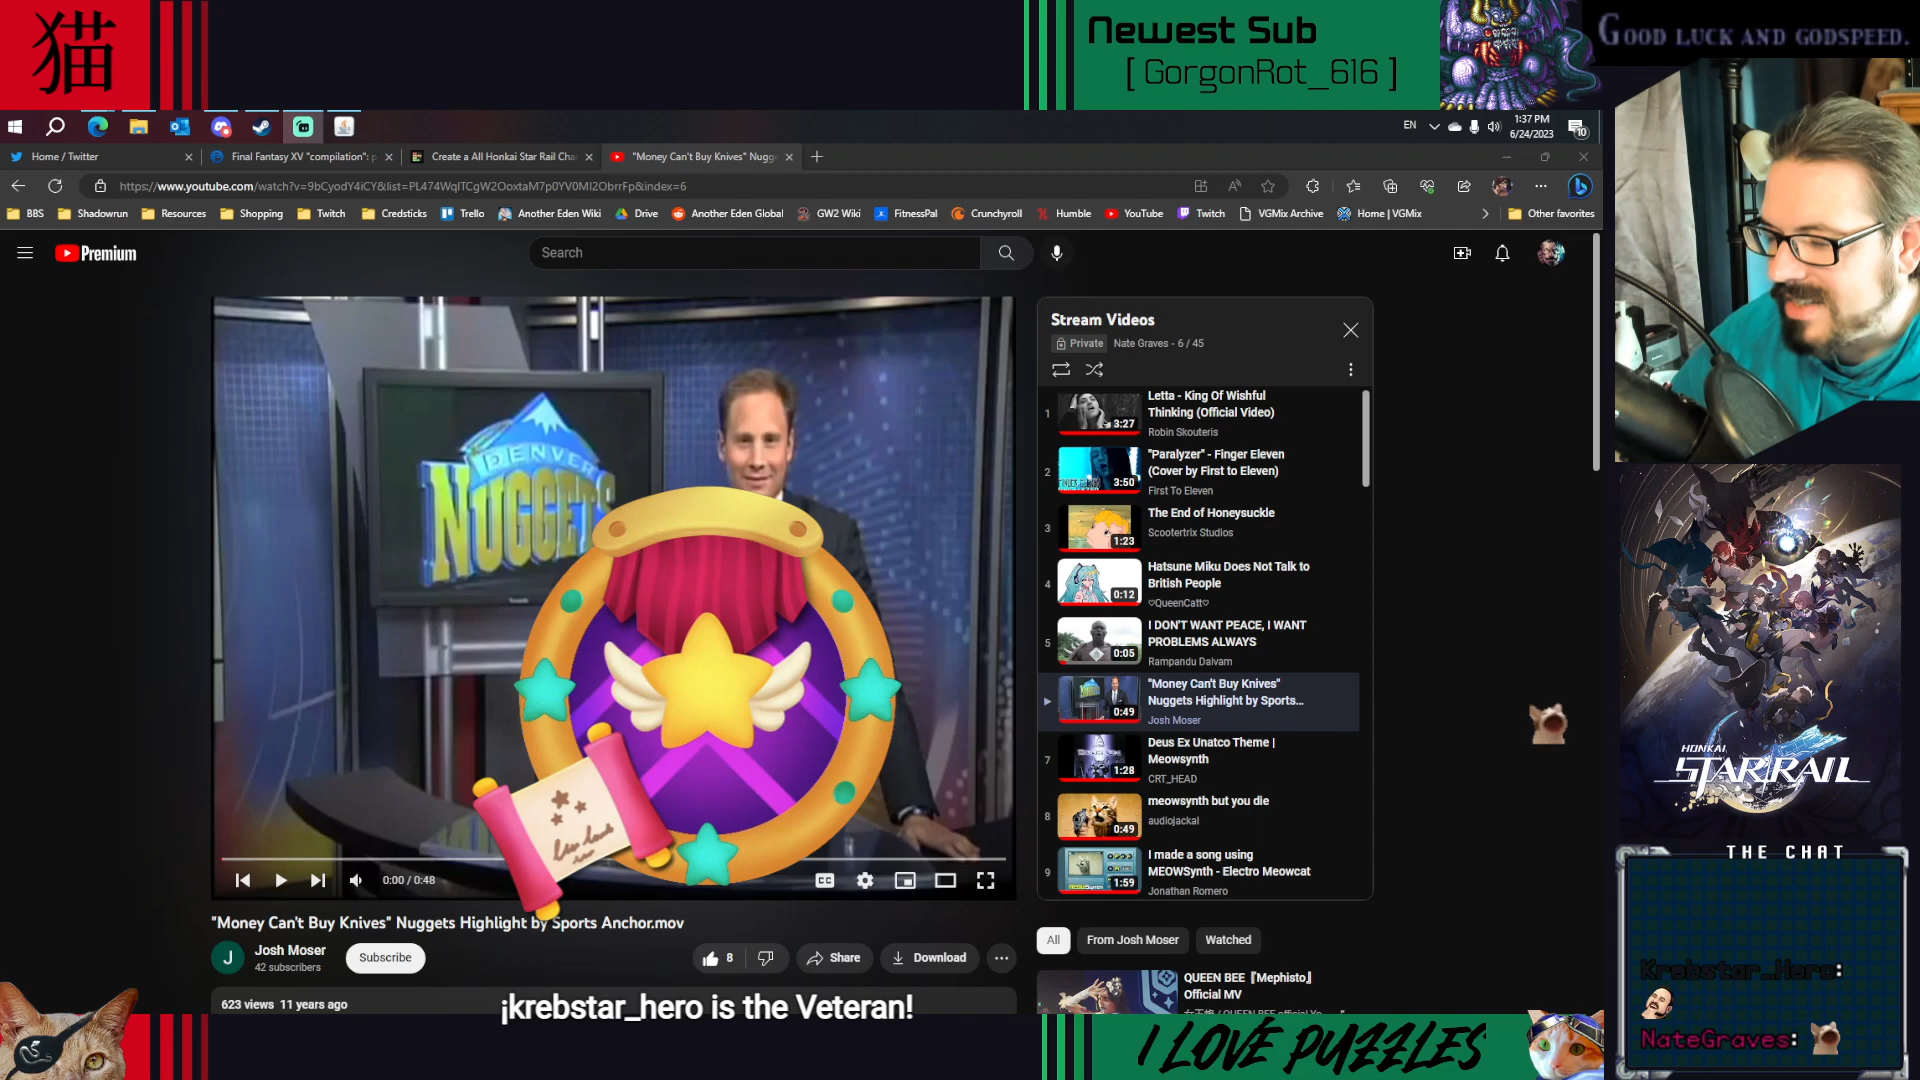 猫
Newest Sub
[ GorgonRot_616 ]
GOOD LUCK AND GODSPEED.
EN
1:37 PM
6/24/2023
10
Home / Twitter
Final Fantasy XV "compilation": p
Create a All Honkai Star Rail Cha
"Money Can't Buy Knives" Nugge
https://www.youtube.com/watch?v=9bCyodY4iCY&list=PL474WqITCgW2OoxtaM7p0YV0MI2ObrrFp&index=6
BBS
Shadowrun
Resources
Shopping
Twitch
Credsticks
Trello
Another Eden Wiki
Drive
Another Eden Global
GW2 Wiki
FitnessPal
Crunchyroll
Humble
YouTube
Twitch
VGMix Archive
Home | VGMix
Other favorites
Premium
Search
DENVER
NUGGETS
Stream Videos
Private
Nate Graves - 6 / 45
1
3:27
Letta - King Of Wishful
Thinking (Official Video)
Robin Skouteris
2
3:50
"Paralyzer" - Finger Eleven
(Cover by First to Eleven)
First To Eleven
3
1:23
The End of Honeysuckle
Scootertrix Studios
4
0:12
Hatsune Miku Does Not Talk to
British People
♡QueenCatt♡
5
0:05
I DON'T WANT PEACE, I WANT
PROBLEMS ALWAYS
Rampandu Daivam
0:49
"Money Can't Buy Knives"
Nuggets Highlight by Sports...
Josh Moser
7
1:28
Deus Ex Unatco Theme |
Meowsynth
CRT_HEAD
8
0:49
meowsynth but you die
audiojackal
9
1:59
I made a song using
MEOWSynth - Electro Meowcat
Jonathan Romero
0:00 / 0:48
CC
"Money Can't Buy Knives" Nuggets Highlight by Sports Anchor.mov
J
Josh Moser
42 subscribers
Subscribe
8
Share
Download
623 views 11 years ago
All
From Josh Moser
Watched
QUEEN BEE『Mephisto』
Official MV
¡krebstar_hero is the Veteran!
I LOVE PUZZLES
HONKAI
STAR RAIL
THE CHAT
Krebstar_Hero:
NateGraves: